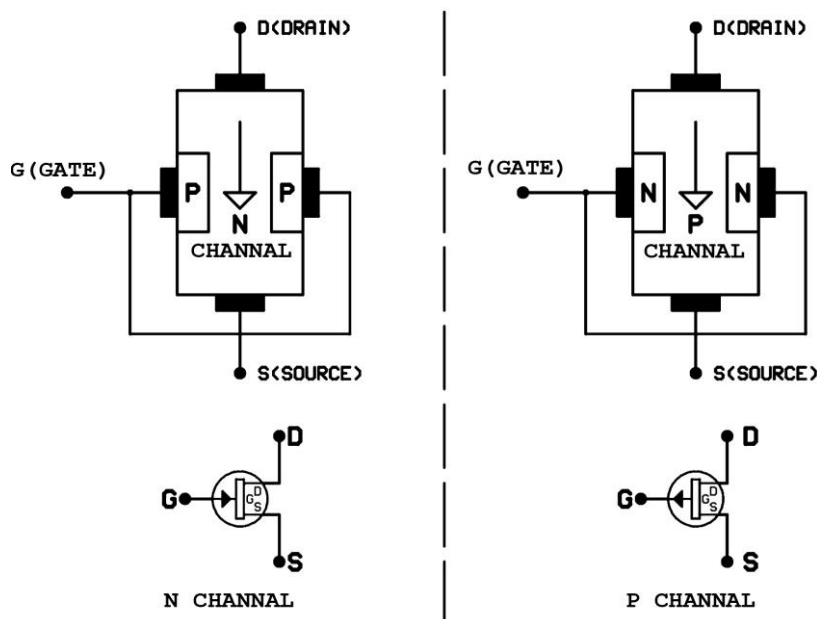 D(DRAIN)
G(GATE)
P
P
N
CHANNAL
S(SOURCE)
D
G
D
G
S
S
N CHANNAL
D(DRAIN)
G(GATE)
N
N
P
CHANNAL
S(SOURCE)
D
G
D
G
S
S
P CHANNAL